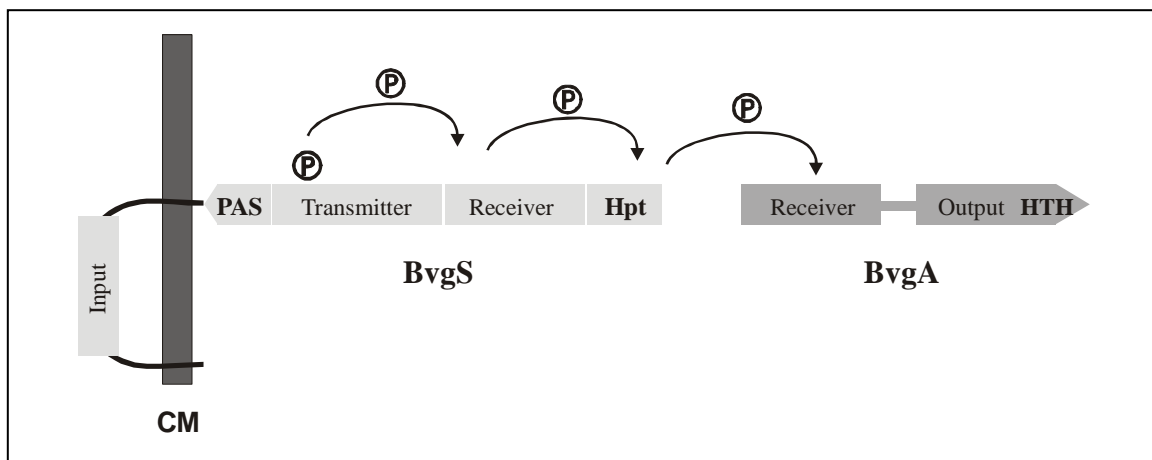 P P P
P
PAS Transmitter Receiver Hpt Receiver Output HTH
BvgS BvgA
Input
CM